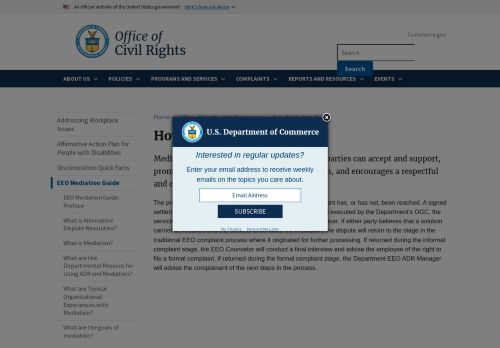 An official website of the United States government Here's how you know
Office of
Civil Rights
Commerce.gov
Search
Search
ABOUT US POLICIES PROGRAMS AND SERVICES COMPLAINTS REPORTS AND RESOURCES EVENTS
Addressing Workplace
Issues
Affirmative Action Plan for
People with Disabilities
Discrimination Quick Facts
EEO Mediation Guide
EEO Mediation Guide:
Preface
What is Alternative
Dispute Resolution?
What is Mediation?
What are the
Departmental Reasons for
Using ADR and Mediation?
What are Typical
Organizational
Experiences with
Mediation?
What are the goals of
mediation?
Home
Ho
Medi
parties can accept and support,
prom
n, and encourages a respectful
and c
The pr
ent has, or has not, been reached. A signed
settle
executed by the Department's OGC, the
servic
icer. If either party believes that a solution
cannot
the dispute will return to the stage in the
traditional EEO complaint process where it originated for further processing. If returned during the informal
complaint stage, the EEO Counselor will conduct a final interview and advise the employee of the right to
file a formal complaint. If returned during the formal complaint stage, the Department EEO ADR Manager
will advise the complainant of the next steps in the process.
U.S. Department of Commerce
Interested in regular updates?
Enter your email address to receive weekly
emails on the topics you care about.
Email Address
SUBSCRIBE
No Thanks Remind Me Later